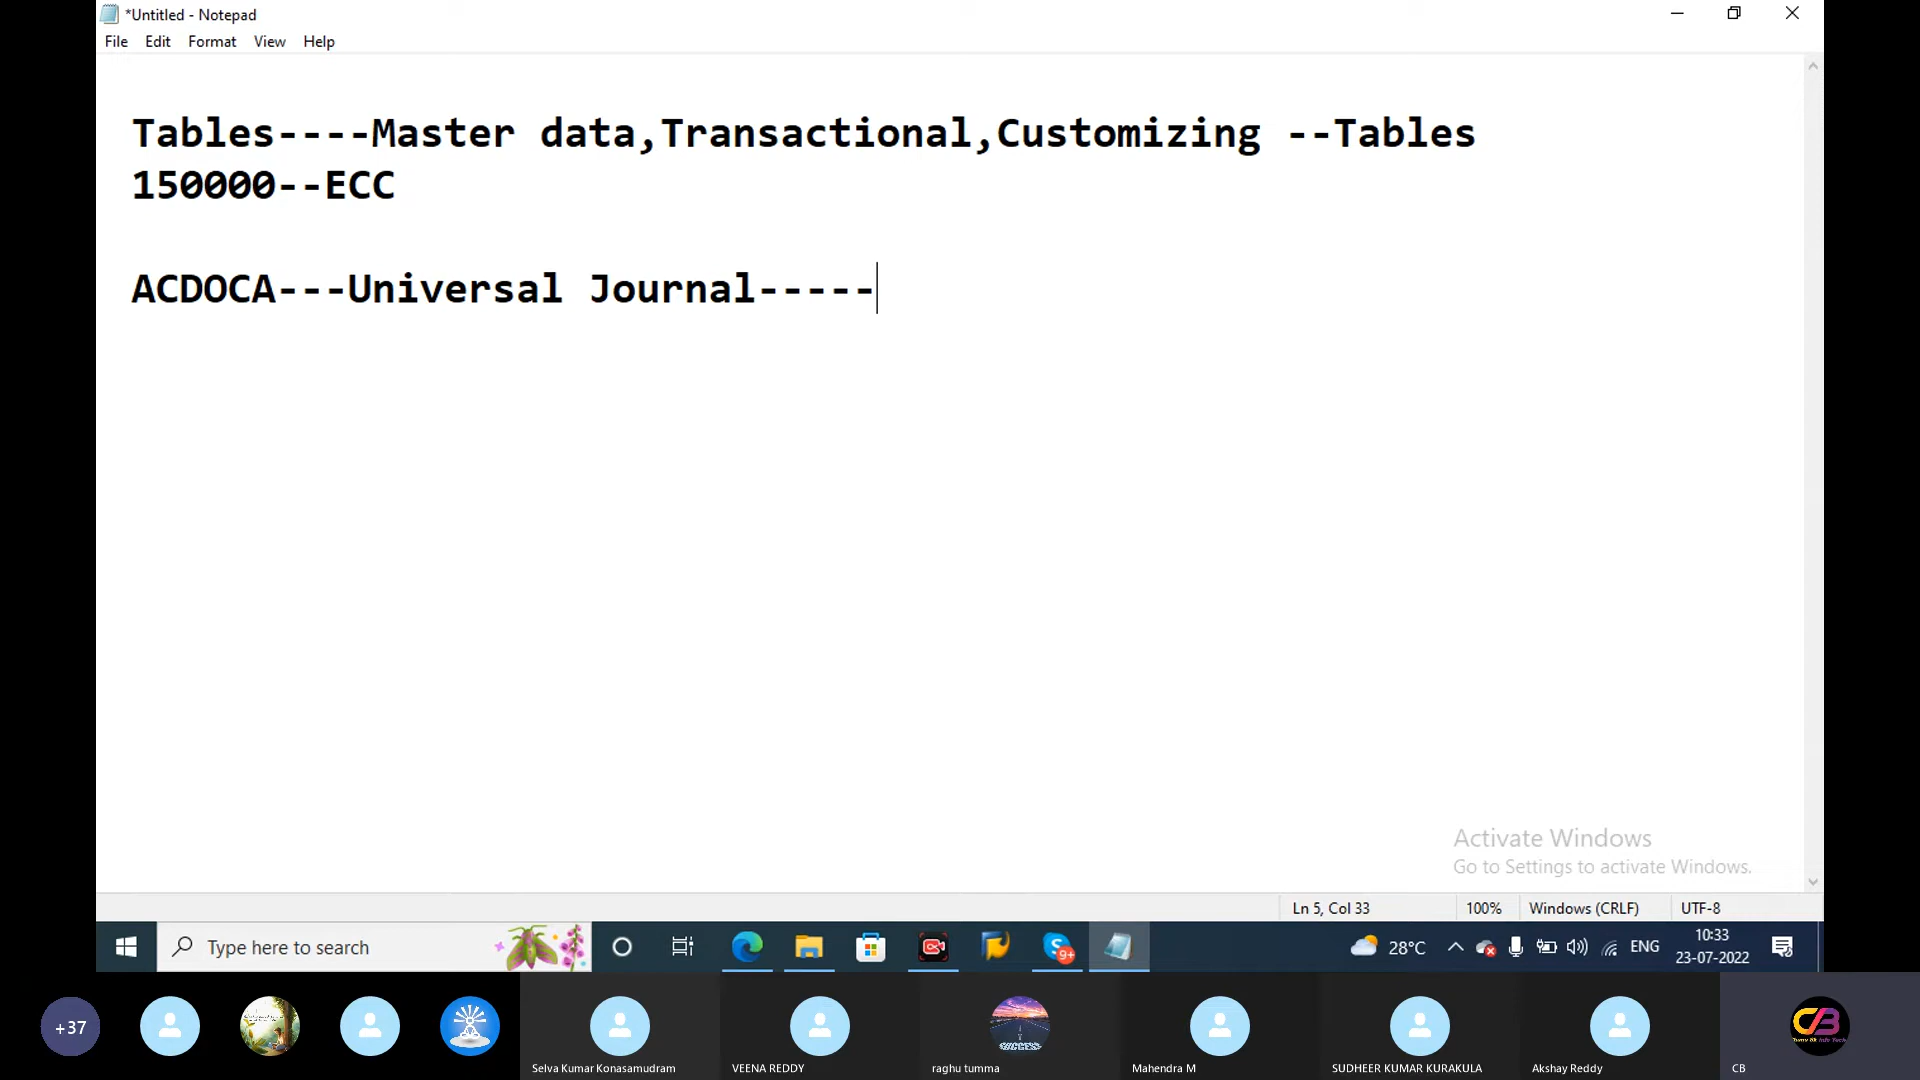 *Untitled - Notepad
File Edit Format View Help
Tables----Master data,Transactional,Customizing --Tables
150000--ECC
ACDOCA---Universal Journal-----
Activate Windows
Go to Settings to activate Windows.
Ln 5, Col 33 100% Windows (CRLF) UTF-8
Type here to search 9+ 28°C ENG 10:33
23-07-2022
+37
CB
Selva Kumar Konasamudram VEENA REDDY raghu tumma Mahendra M SUDHEER KUMAR KURAKULA Akshay Reddy CB